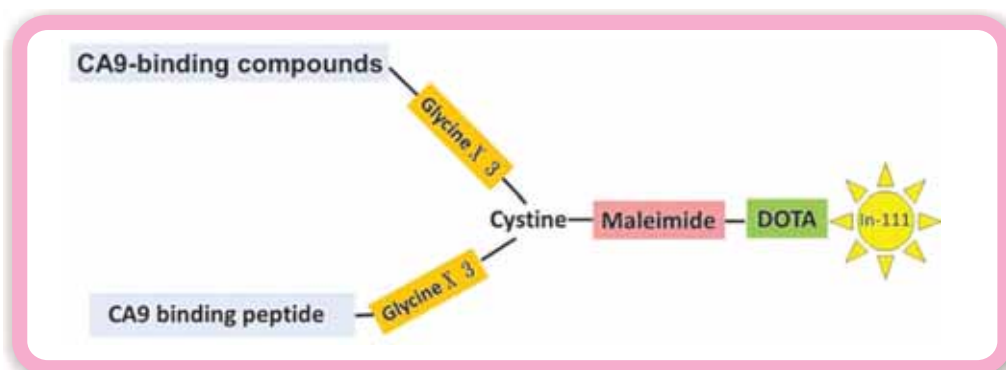 CA9-binding compounds
Glycine X 3
Cystine
Maleimide
DOTA
In-111
Glycine X 3
CA9 binding peptide